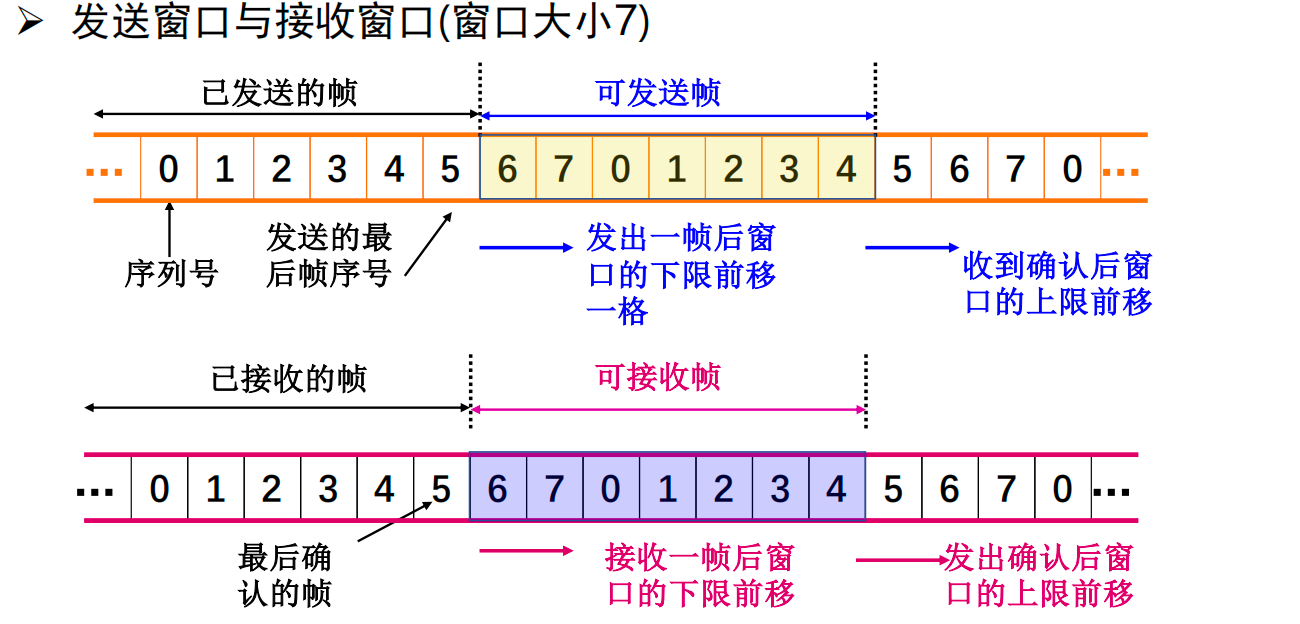 ➢ 发送窗口与接收窗口(窗口大小7)
已发送的帧
可发送帧
... 0 1 2 3 4 5 6 7 0 1 2 3 4 5 6 7 0 ...
序列号
发送的最
后帧序号
发出一帧后窗
口的下限前移
一格
收到确认后窗
口的上限前移
已接收的帧
可接收帧
... 0 1 2 3 4 5 6 7 0 1 2 3 4 5 6 7 0 ...
最后确
认的帧
接收一帧后窗
口的下限前移
发出确认后窗
口的上限前移